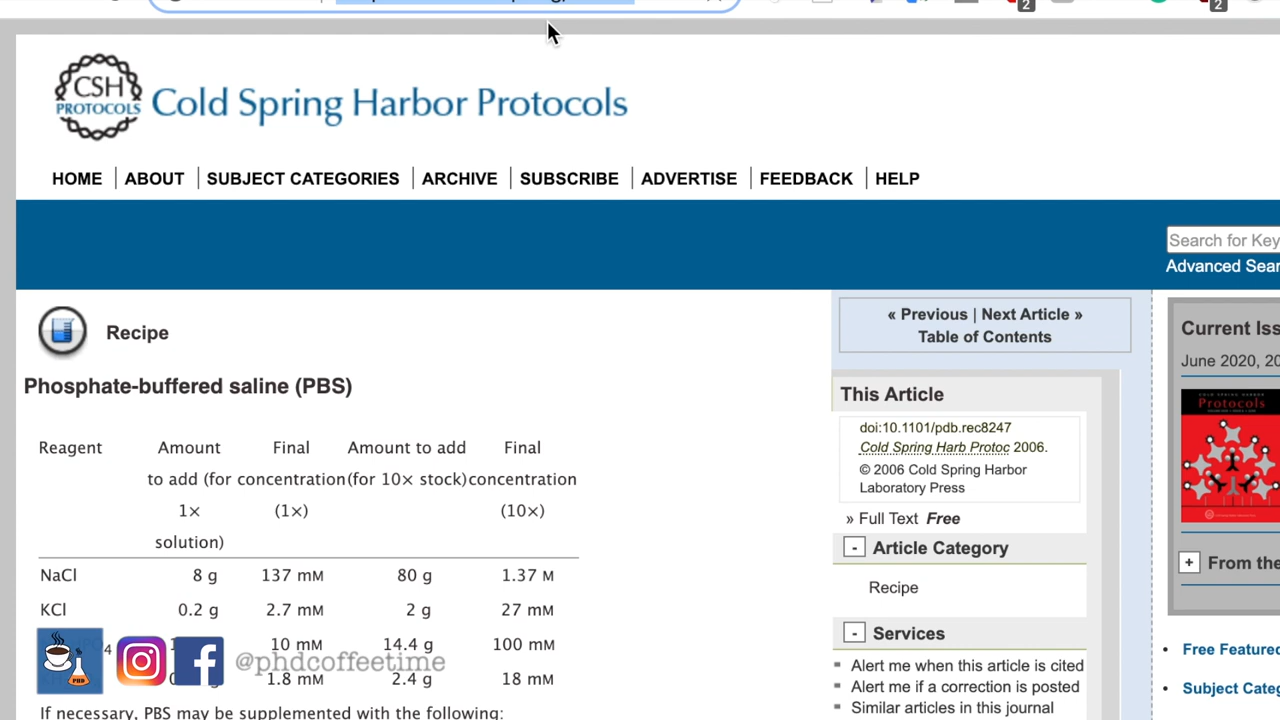 2
2
CSH
PROTOCOLS
Cold Spring Harbor Protocols
HOME ABOUT SUBJECT CATEGORIES ARCHIVE SUBSCRIBE ADVERTISE FEEDBACK HELP
Search for Key
Advanced Sear
Recipe
Phosphate-buffered saline (PBS)
Reagent Amount Final Amount to add Final
to add (for concentration (for 10× stock) concentration
1× (1×) (10×)
solution)
NaCl 8 g 137 mM 80 g 1.37 M
KCl 0.2 g 2.7 mM 2 g 27 mM
4 10 mM 14.4 g 100 mM
1.8 mM 2.4 g 18 mM
If necessary, PBS may be supplemented with the following:
PHD
@phdcoffeetime
« Previous | Next Article »
Table of Contents
This Article
doi:10.1101/pdb.rec8247
Cold Spring Harb Protoc 2006.
© 2006 Cold Spring Harbor
Laboratory Press
» Full Text Free
- Article Category
Recipe
- Services
Alert me when this article is cited
Alert me if a correction is posted
Similar articles in this journal
Current Iss
June 2020, 20
Protocols
+ From the
• Free Feature
• Subject Cate